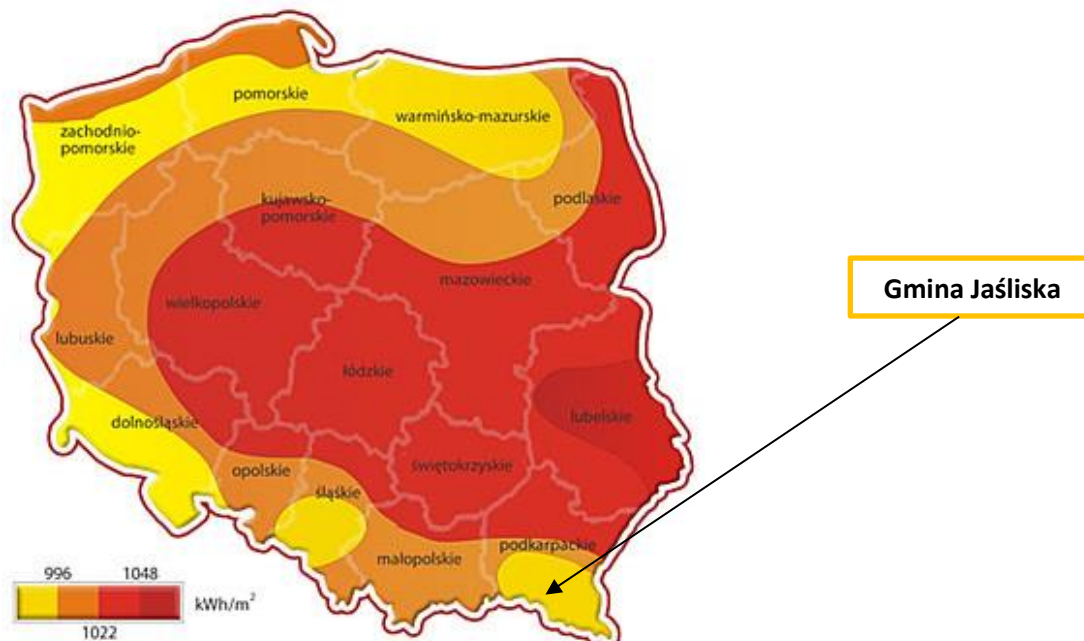 pomorskie
warmińsko-mazurskie
zachodnio-
pomorskie
podlaskie
kujawsko-
pomorskie
mazowieckie
Gmina Jaśliska
wielkopolskie
lubuskie
łódzkie
lubelskie
dolnośląskie
opolskie
świętokrzyskie
śląskie
podkarpackie
małopolskie
996 1048
kWh/m²
1022